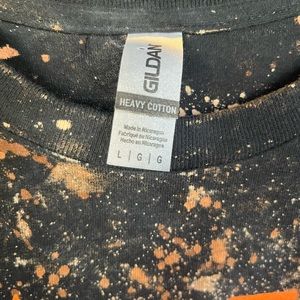 GILDAN
HEAVY COTTON
Made in Nicaragua
Fabriqué au Nicaragua
Hecho en Nicaragua
L G G